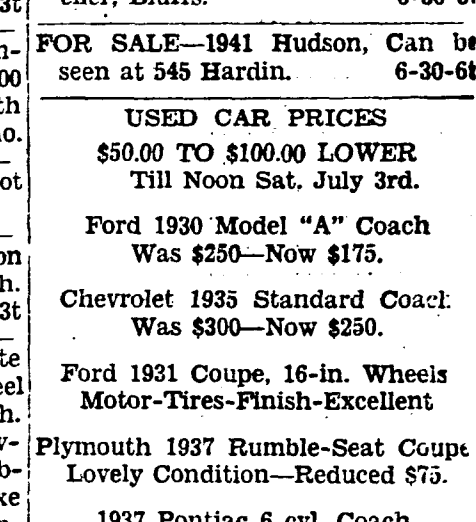 3t
FOR SALE—1941 Hudson, Can be
seen at 545 Hardin. 6-30-6t
USED CAR PRICES
$50.00 TO $100.00 LOWER
Till Noon Sat. July 3rd.
Ford 1930 Model "A" Coach
Was $250—Now $175.
Chevrolet 1935 Standard Coach
Was $300—Now $250.
Ford 1931 Coupe, 16-in. Wheels
Motor-Tires-Finish-Excellent
Plymouth 1937 Rumble-Seat Coupe
Lovely Condition—Reduced $75.
1937 Pontiac 6 cyl. Coach